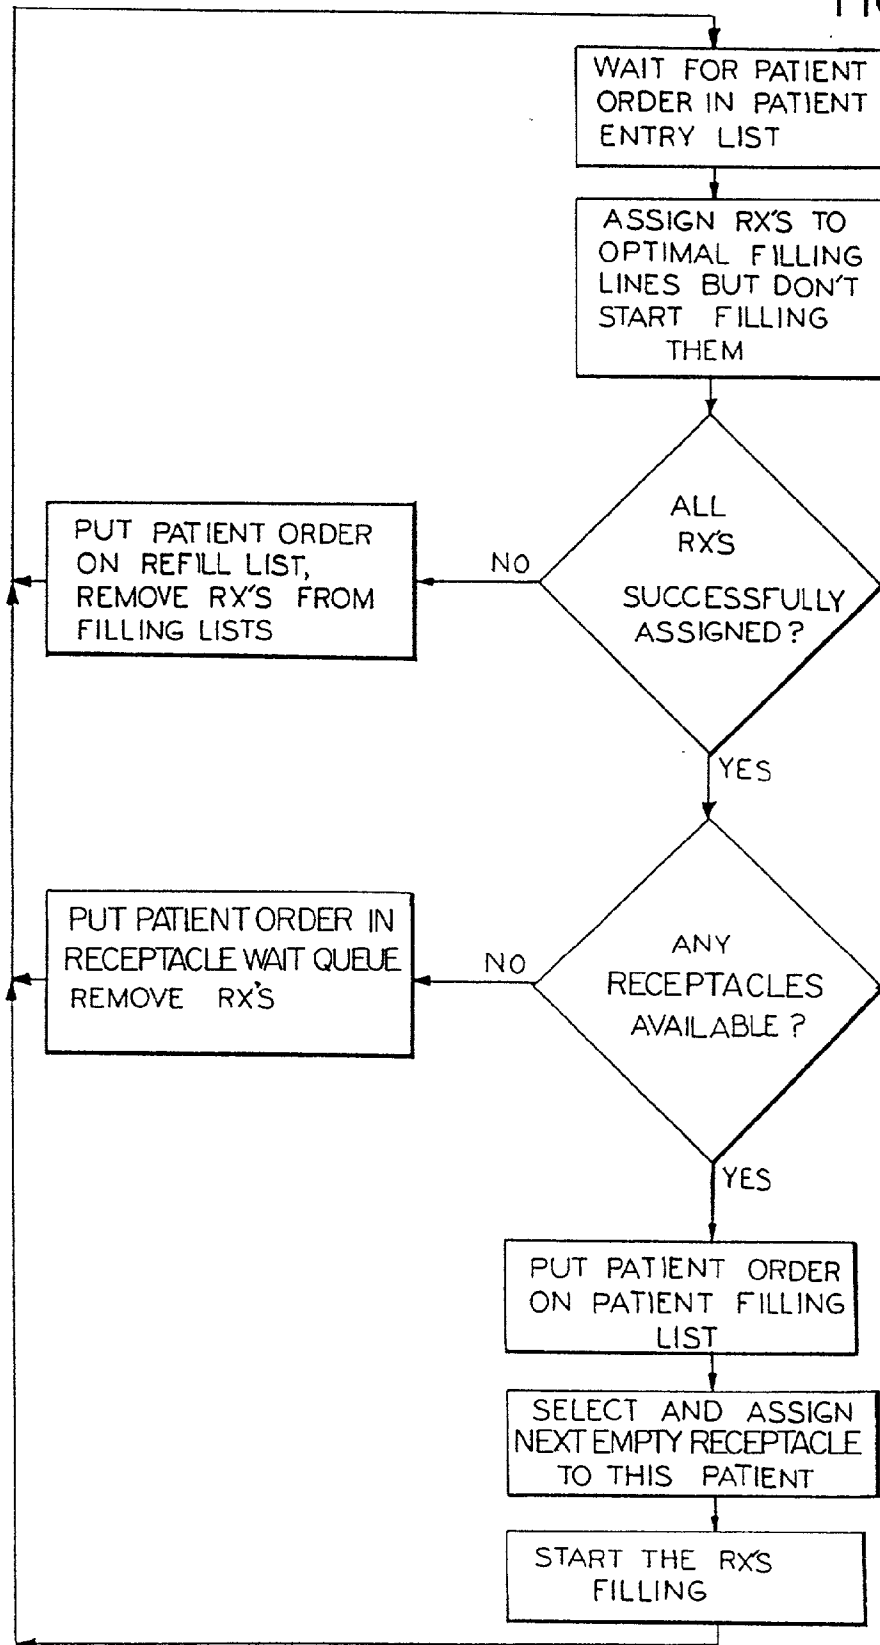 WAIT FOR PATIENT
ORDER IN PATIENT
ENTRY LIST
ASSIGN RX'S TO
OPTIMAL FILLING
LINES BUT DON'T
START FILLING
THEM
ALL
RX'S
SUCCESSFULLY
ASSIGNED?
NO
PUT PATIENT ORDER
ON REFILL LIST,
REMOVE RX'S FROM
FILLING LISTS
YES
ANY
RECEPTACLES
AVAILABLE?
NO
PUT PATIENT ORDER IN
RECEPTACLE WAIT QUEUE
REMOVE RX'S
YES
PUT PATIENT ORDER
ON PATIENT FILLING
LIST
SELECT AND ASSIGN
NEXT EMPTY RECEPTACLE
TO THIS PATIENT
START THE RX'S
FILLING